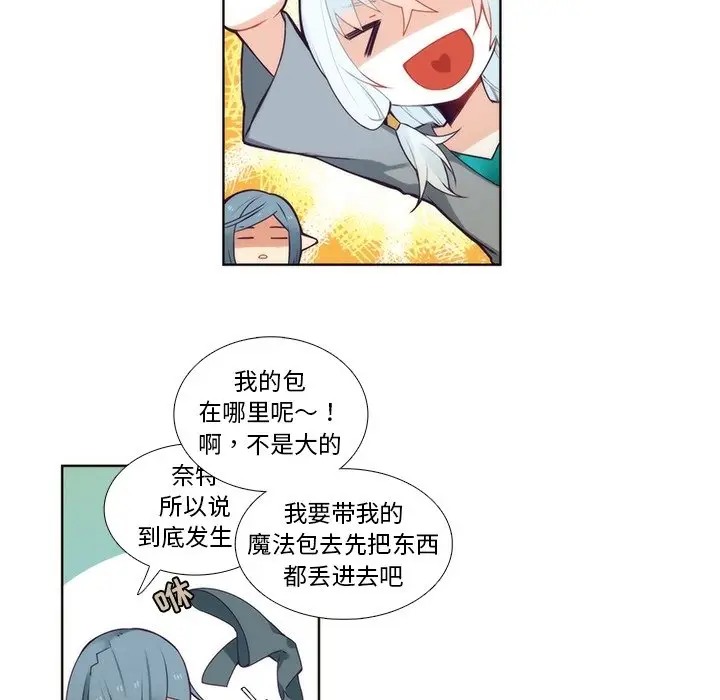 我的包
在哪里呢～！
啊，不是大的
奈特
所以说
到底发生
我要带我的
魔法包去先把东西
都丢进去吧
咻